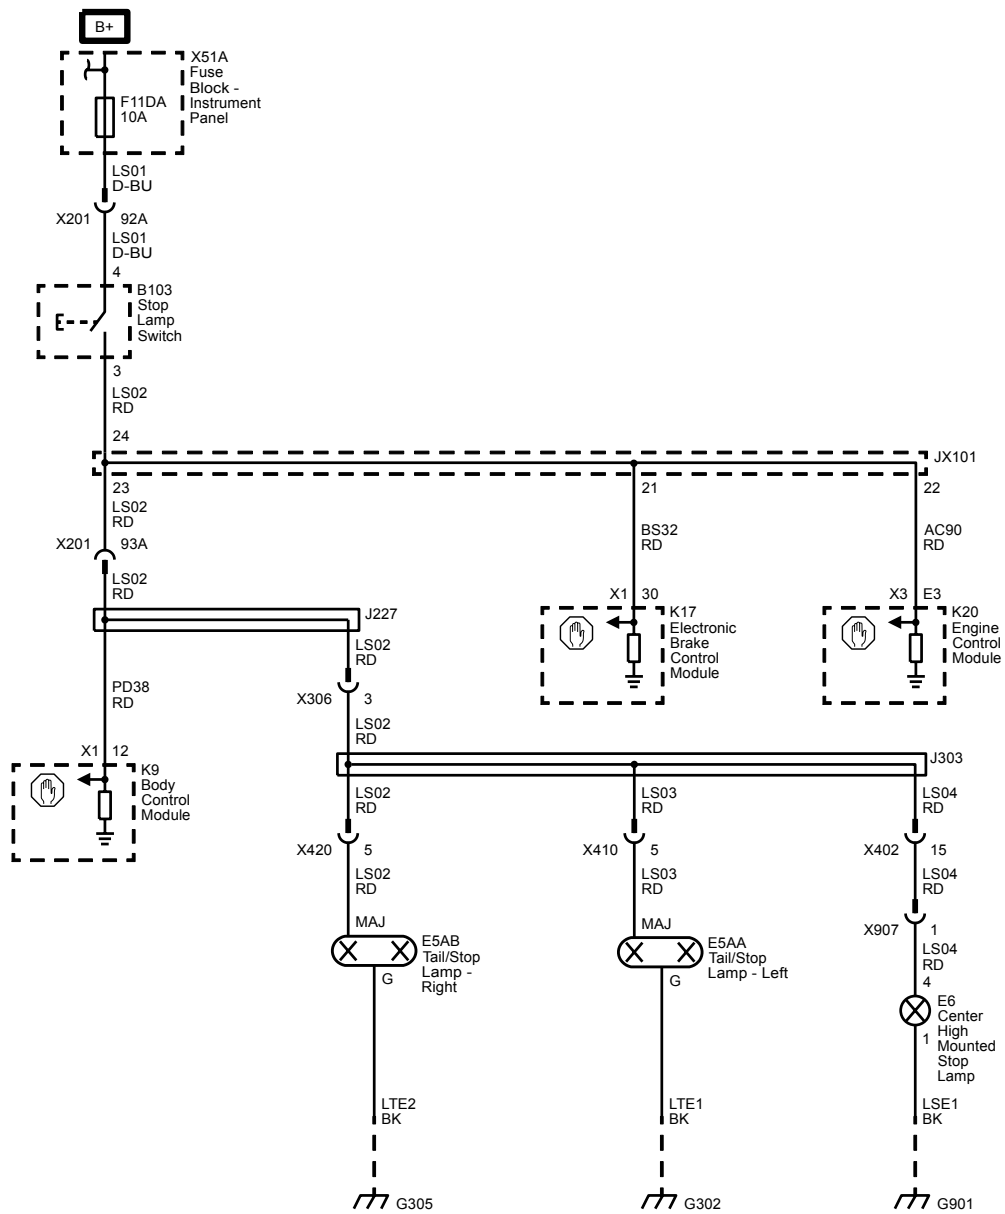 B+
X51A
Fuse
Block -
Instrument
Panel
F11DA
10A
LS01
D-BU
X201 92A
LS01
D-BU
4
B103
Stop
Lamp
Switch
3
LS02
RD
24
JX101
23 21 22
LS02
RD
BS32
RD
AC90
RD
X201 93A
LS02
RD
J227
X1 30
K17
Electronic
Brake
Control
Module
X3 E3
K20
Engine
Control
Module
LS02
RD
X306 3
PD38
RD
LS02
RD
X1 12
K9
Body
Control
Module
J303
LS02
RD
LS03
RD
LS04
RD
X420 5
X410 5
X402 15
LS02
RD
LS03
RD
LS04
RD
MAJ
MAJ
X907 1
E5AB
Tail/Stop
Lamp -
Right
G
E5AA
Tail/Stop
Lamp - Left
G
LS04
RD
4
E6
Center
High
Mounted
Stop
Lamp
1
LTE2
BK
LTE1
BK
LSE1
BK
G305
G302
G901